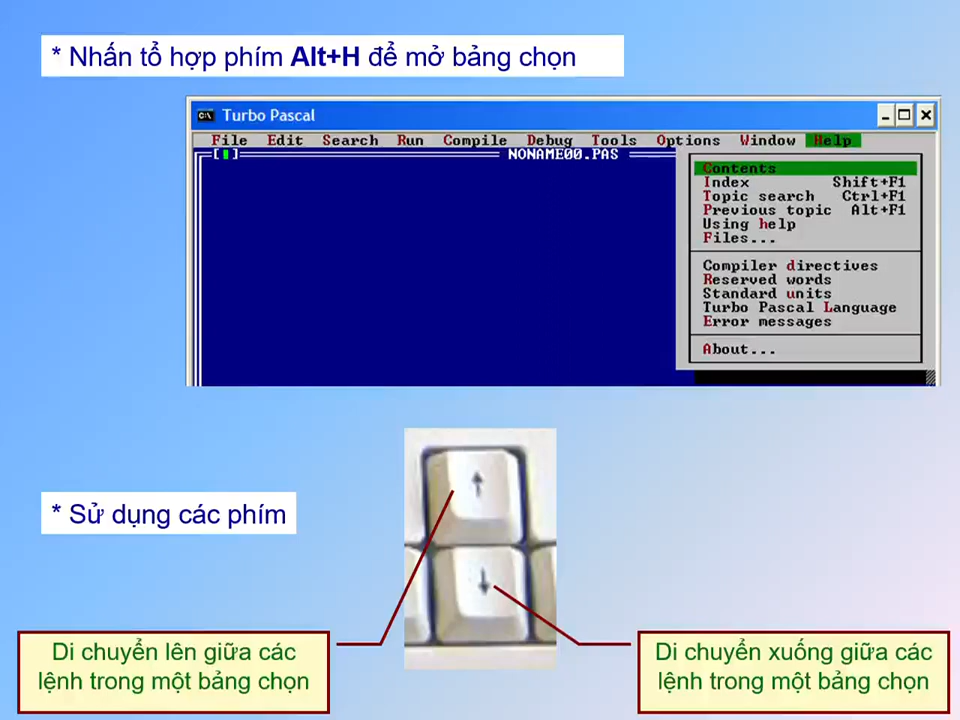 * Nhấn tổ hợp phím Alt+H để mở bảng chọn
C:\ Turbo Pascal
File Edit Search Run Compile Debug Tools Options Window Help
NONAME00.PAS
Contents
Index Shift+F1
Topic search Ctrl+F1
Previous topic Alt+F1
Using help
Files...
Compiler directives
Reserved words
Standard units
Turbo Pascal Language
Error messages
About...
* Sử dụng các phím
↑
↓
Di chuyển lên giữa các
lệnh trong một bảng chọn
Di chuyển xuống giữa các
lệnh trong một bảng chọn